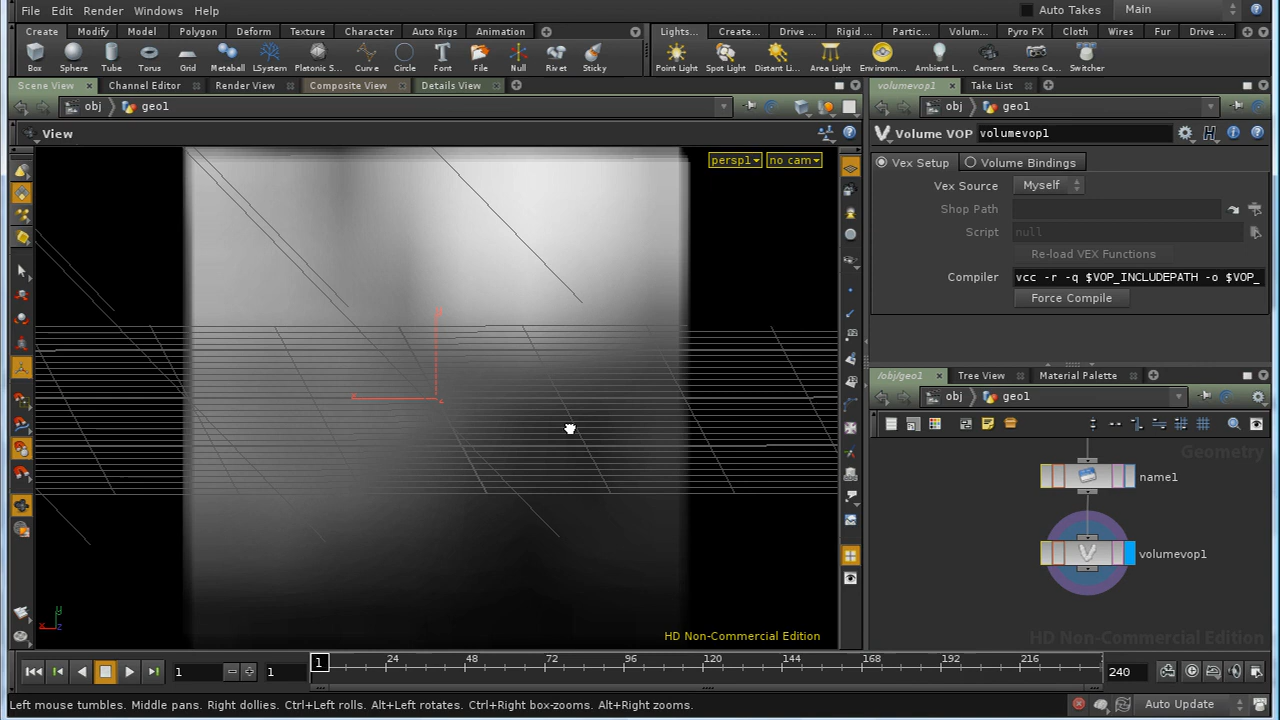 File Edit Render Windows Help
Auto Takes Main
Create Modify Model Polygon Deform Texture Character Auto Rigs Animation
Lights... Create... Drive ... Rigid ... Partic... Volum... Pyro FX Cloth Wires Fur Drive ...
Box Sphere Tube Torus Grid Metaball LSystem Platonic S... Curve Circle Font File Null Rivet Sticky
Point Light Spot Light Distant Li... Area Light Environm... Ambient L... Camera Stereo Ca... Switcher
Scene View Channel Editor Render View Composite View Details View
volumevop1 Take List
obj geo1
obj geo1
View
Volume VOP volumevop1
persp1 no cam
Vex Setup Volume Bindings
Vex Source Myself
Shop Path
Script null
Re-load VEX Functions
Compiler vcc -r -q $VOP_INCLUDEPATH -o $VOP_
Force Compile
/obj/geo1 Tree View Material Palette
obj geo1
Geometry
name1
volumevop1
HD Non-Commercial Edition
HD Non-Commercial Edition
y
x z
1 1 1 24 48 72 96 120 144 168 192 216 240
Left mouse tumbles. Middle pans. Right dollies. Ctrl+Left rolls. Alt+Left rotates. Ctrl+Right box-zooms. Alt+Right zooms.
Auto Update